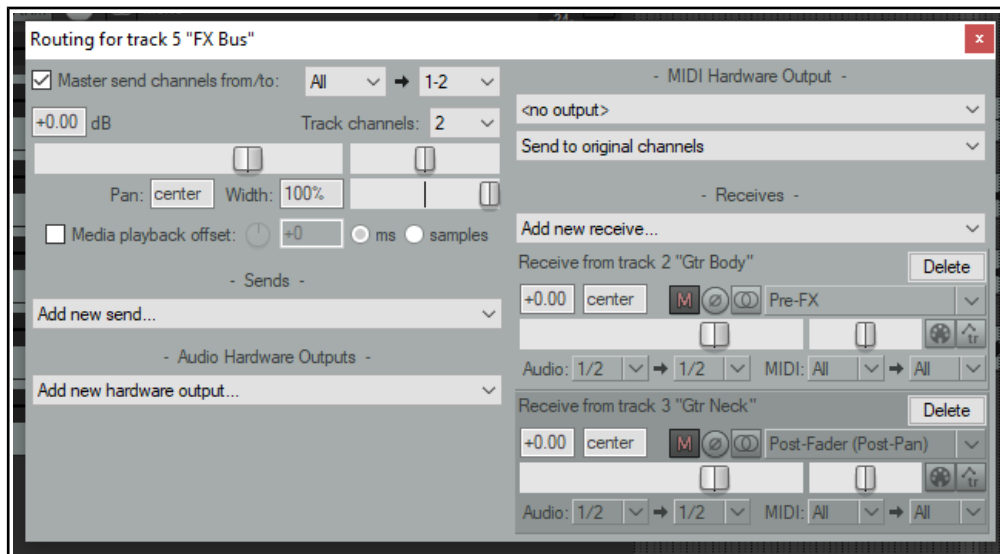 24
Routing for track 5 "FX Bus"
x
Master send channels from/to: All 1-2
+0.00 dB Track channels: 2
Pan: center Width: 100%
Media playback offset: +0 ms samples
- Sends -
Add new send...
- Audio Hardware Outputs -
Add new hardware output...
- MIDI Hardware Output -
<no output>
Send to original channels
- Receives -
Add new receive...
Receive from track 2 "Gtr Body" Delete
+0.00 center M Pre-FX
tr
Audio: 1/2 1/2 MIDI: All All
Receive from track 3 "Gtr Neck" Delete
+0.00 center M Post-Fader (Post-Pan)
tr
Audio: 1/2 1/2 MIDI: All All